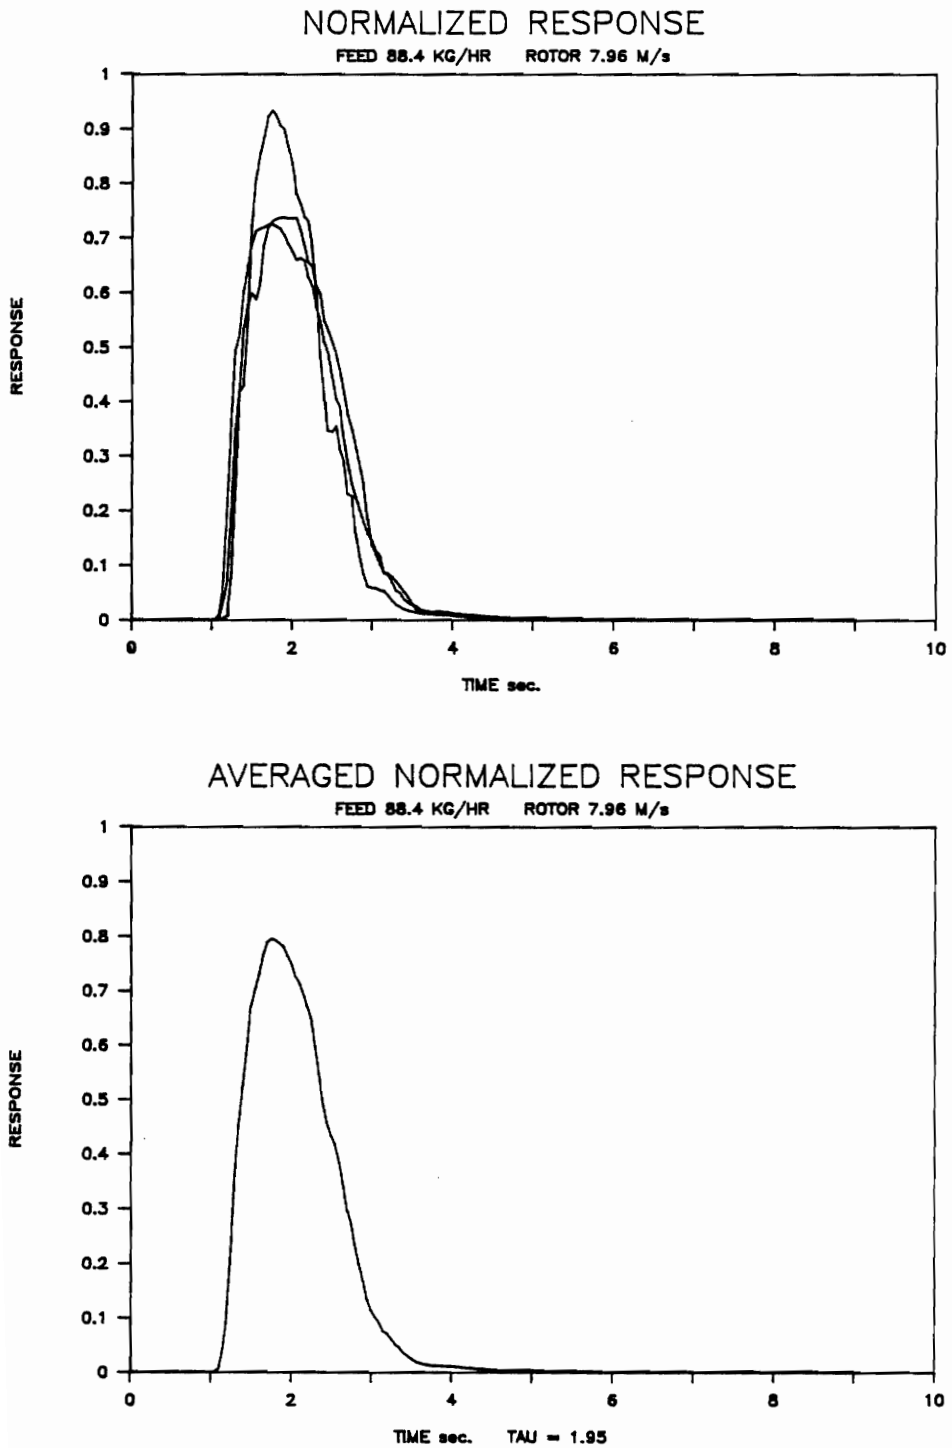 NORMALIZED RESPONSE
FEED 88.4 KG/HR ROTOR 7.96 M/s
1
0.9
0.8
0.7
0.6
0.5
0.4
0.3
0.2
0.1
0
RESPONSE
0 2 4 6 8 10
TIME sec.
AVERAGED NORMALIZED RESPONSE
FEED 88.4 KG/HR ROTOR 7.96 M/s
1
0.9
0.8
0.7
0.6
0.5
0.4
0.3
0.2
0.1
0
RESPONSE
0 2 4 6 8 10
TIME sec. TAU = 1.95